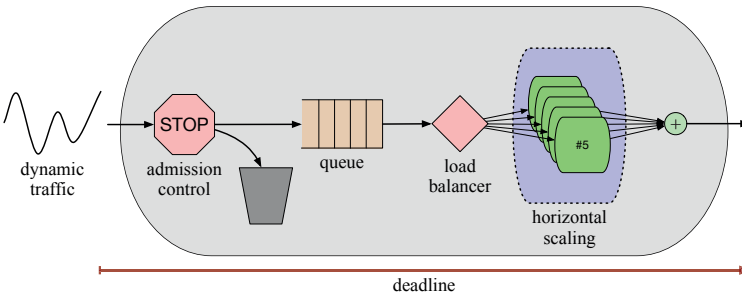 dynamic
traffic
STOP
admission
control
queue
load
balancer
#5
+
horizontal
scaling
deadline